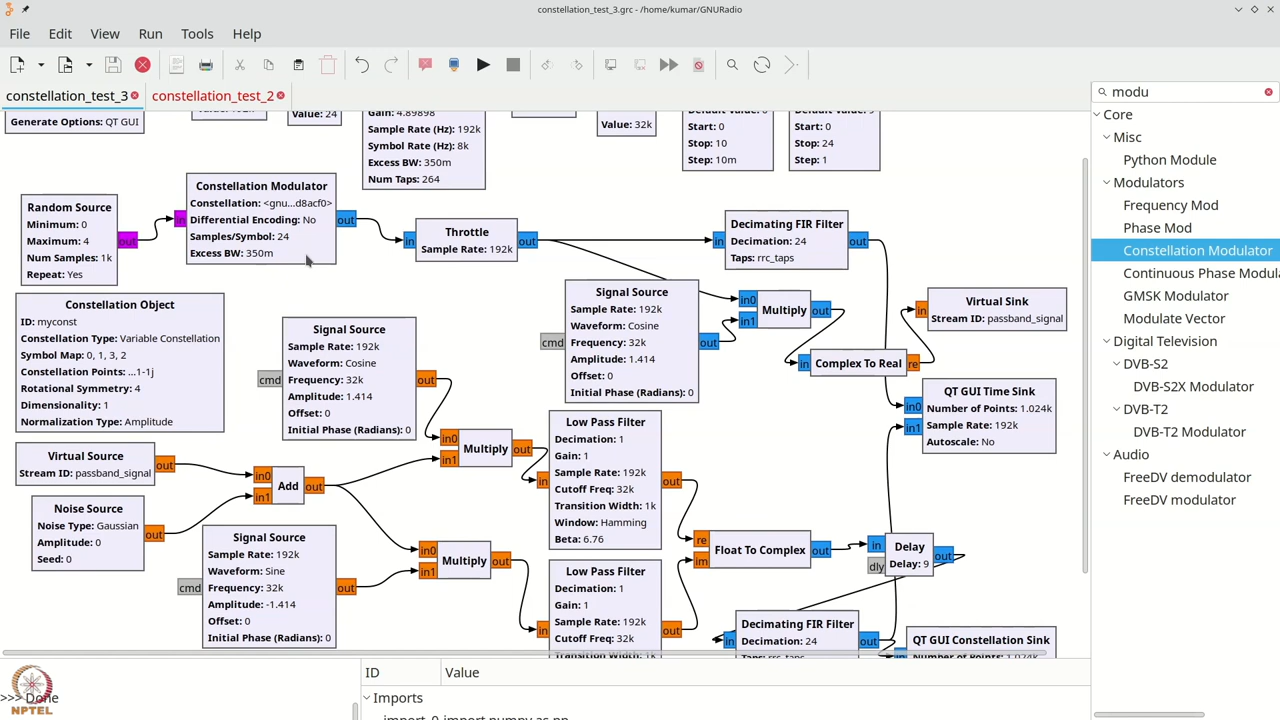 constellation_test_3.grc - /home/kumar/GNURadio
File Edit View Run Tools Help
constellation_test_3 constellation_test_2
Generate Options: QT GUI
Value: 24
Gain: 4.89898
Sample Rate (Hz): 192k
Symbol Rate (Hz): 8k
Excess BW: 350m
Num Taps: 264
Value: 32k
Start: 0
Stop: 10
Step: 10m
Start: 0
Stop: 24
Step: 1
Random Source
Minimum: 0
Maximum: 4
Num Samples: 1k
Repeat: Yes
out
Constellation Modulator
Constellation: <gnu...d8acf0>
Differential Encoding: No
Samples/Symbol: 24
Excess BW: 350m
in
out
Throttle
Sample Rate: 192k
in
out
Decimating FIR Filter
Decimation: 24
Taps: rrc_taps
in
out
Constellation Object
ID: myconst
Constellation Type: Variable Constellation
Symbol Map: 0, 1, 3, 2
Constellation Points: ...1-1j
Rotational Symmetry: 4
Dimensionality: 1
Normalization Type: Amplitude
Signal Source
Sample Rate: 192k
Waveform: Cosine
Frequency: 32k
Amplitude: 1.414
Offset: 0
Initial Phase (Radians): 0
cmd
out
Signal Source
Sample Rate: 192k
Waveform: Cosine
Frequency: 32k
Amplitude: 1.414
Offset: 0
Initial Phase (Radians): 0
cmd
out
in0
in1
Multiply
out
Virtual Sink
Stream ID: passband_signal
in
in
Complex To Real
re
QT GUI Time Sink
Number of Points: 1.024k
Sample Rate: 192k
Autoscale: No
in0
in1
Virtual Source
Stream ID: passband_signal
out
Noise Source
Noise Type: Gaussian
Amplitude: 0
Seed: 0
out
in0
in1
Add
out
in0
in1
Multiply
out
Low Pass Filter
Decimation: 1
Gain: 1
Sample Rate: 192k
Cutoff Freq: 32k
Transition Width: 1k
Window: Hamming
Beta: 6.76
in
out
Signal Source
Sample Rate: 192k
Waveform: Sine
Frequency: 32k
Amplitude: -1.414
Offset: 0
Initial Phase (Radians): 0
cmd
out
in0
in1
Multiply
out
Low Pass Filter
Decimation: 1
Gain: 1
Sample Rate: 192k
Cutoff Freq: 32k
in
out
re
im
Float To Complex
out
in
dly
Delay
Delay: 9
out
Decimating FIR Filter
Decimation: 24
in
out
QT GUI Constellation Sink
modu
Core
Misc
Python Module
Modulators
Frequency Mod
Phase Mod
Constellation Modulator
Continuous Phase Modula
GMSK Modulator
Modulate Vector
Digital Television
DVB-S2
DVB-S2X Modulator
DVB-T2
DVB-T2 Modulator
Audio
FreeDV demodulator
FreeDV modulator
>>> Done
NPTEL
ID Value
Imports
import_0 import numpy as np